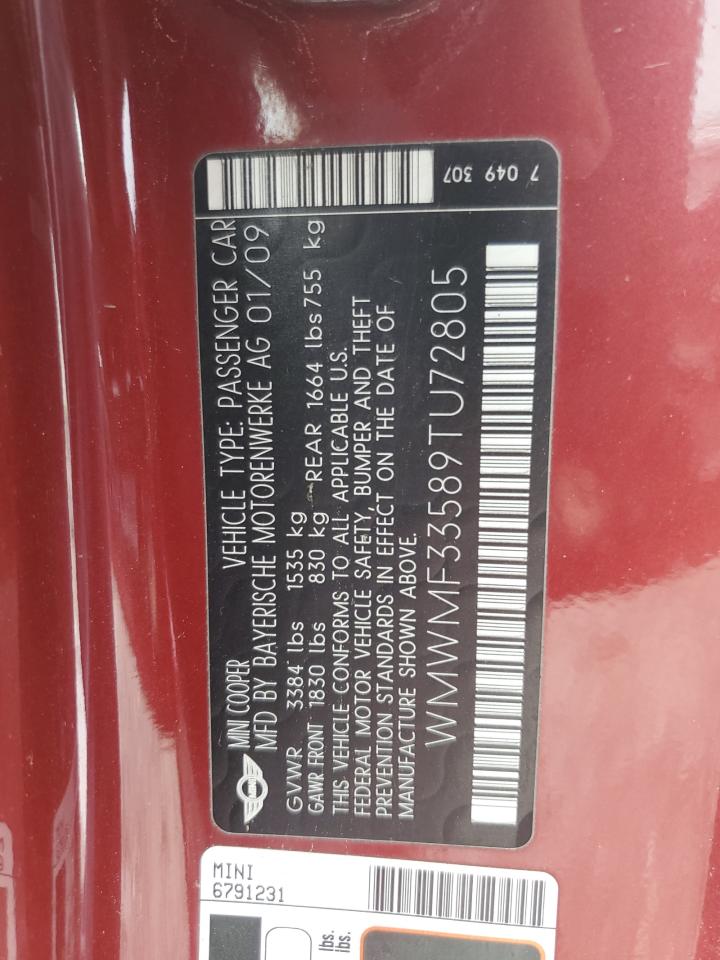 MINI COOPER VEHICLE TYPE: PASSENGER CAR
MFD BY BAYERISCHE MOTORENWERKE AG 01/09
GVWR 3384 lbs 1535 kg
GAWR FRONT 1830 lbs 830 kg REAR 1664 lbs 755 kg
THIS VEHICLE CONFORMS TO ALL APPLICABLE U.S.
FEDERAL MOTOR VEHICLE SAFETY, BUMPER AND THEFT
PREVENTION STANDARDS IN EFFECT ON THE DATE OF
MANUFACTURE SHOWN ABOVE.
WMWMF33589TU72805
7 049 307
MINI
6791231
lbs.
lbs.